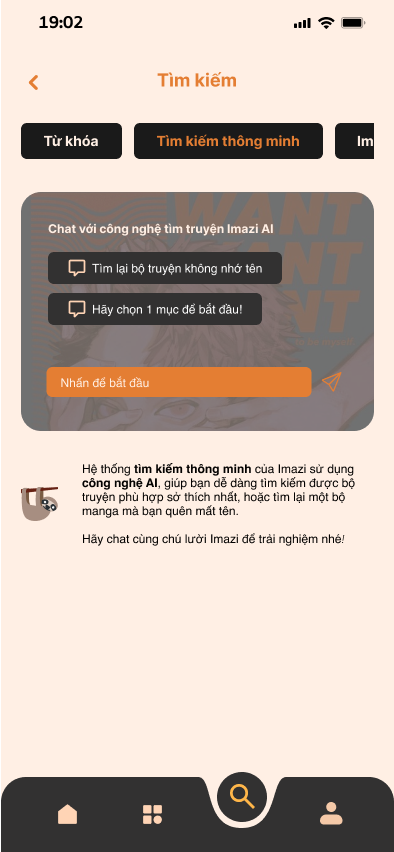 19:02
Tìm kiếm
Từ khóa
Tìm kiếm thông minh
Im
WANT
WANT
Chat với công nghệ tìm truyện Imazi AI
Tìm lại bộ truyện không nhớ tên
Hãy chọn 1 mục để bắt đầu!
Nhấn để bắt đầu
Hệ thống tìm kiếm thông minh của Imazi sử dụng
công nghệ AI, giúp bạn dễ dàng tìm kiếm được bộ
truyện phù hợp sở thích nhất, hoặc tìm lại một bộ
manga mà bạn quên mất tên.
Hãy chat cùng chú lười Imazi để trải nghiệm nhé!